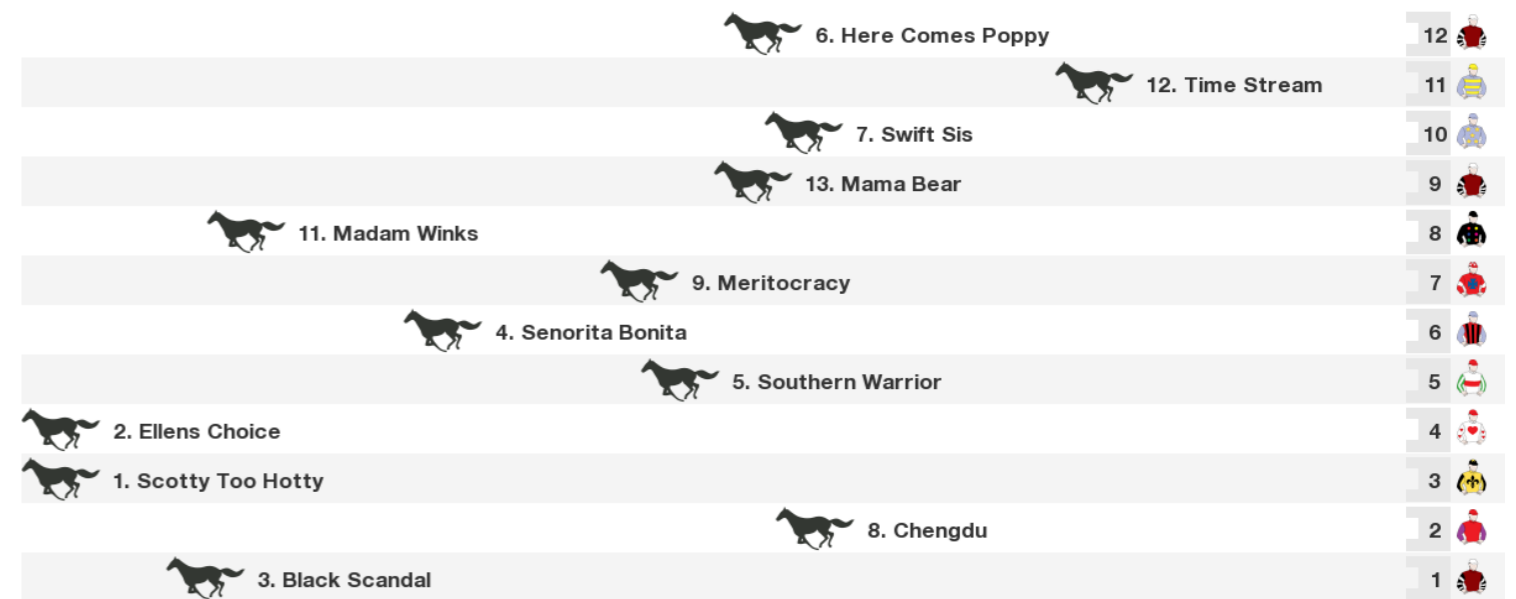 6. Here Comes Poppy 12
12. Time Stream 11
7. Swift Sis 10
13. Mama Bear 9
11. Madam Winks 8
9. Meritocracy 7
4. Senorita Bonita 6
5. Southern Warrior 5
2. Ellens Choice 4
1. Scotty Too Hotty 3
8. Chengdu 2
3. Black Scandal 1